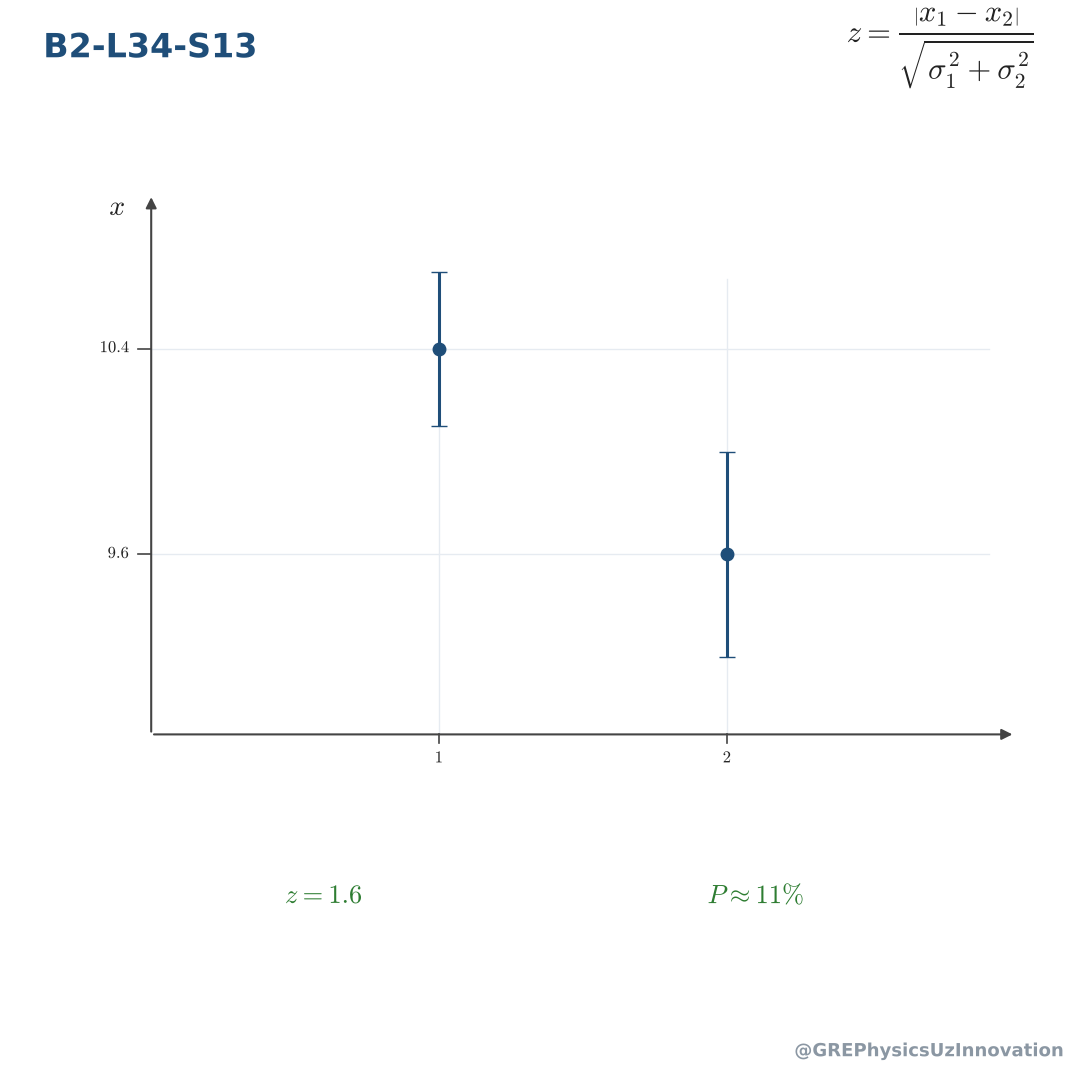 B2-L34-S13
z = |x₁ − x₂| / √(σ₁² + σ₂²)
x
10.4
9.6
1 2
z = 1.6 P ≈ 11%
@GREPhysicsUzInnovation